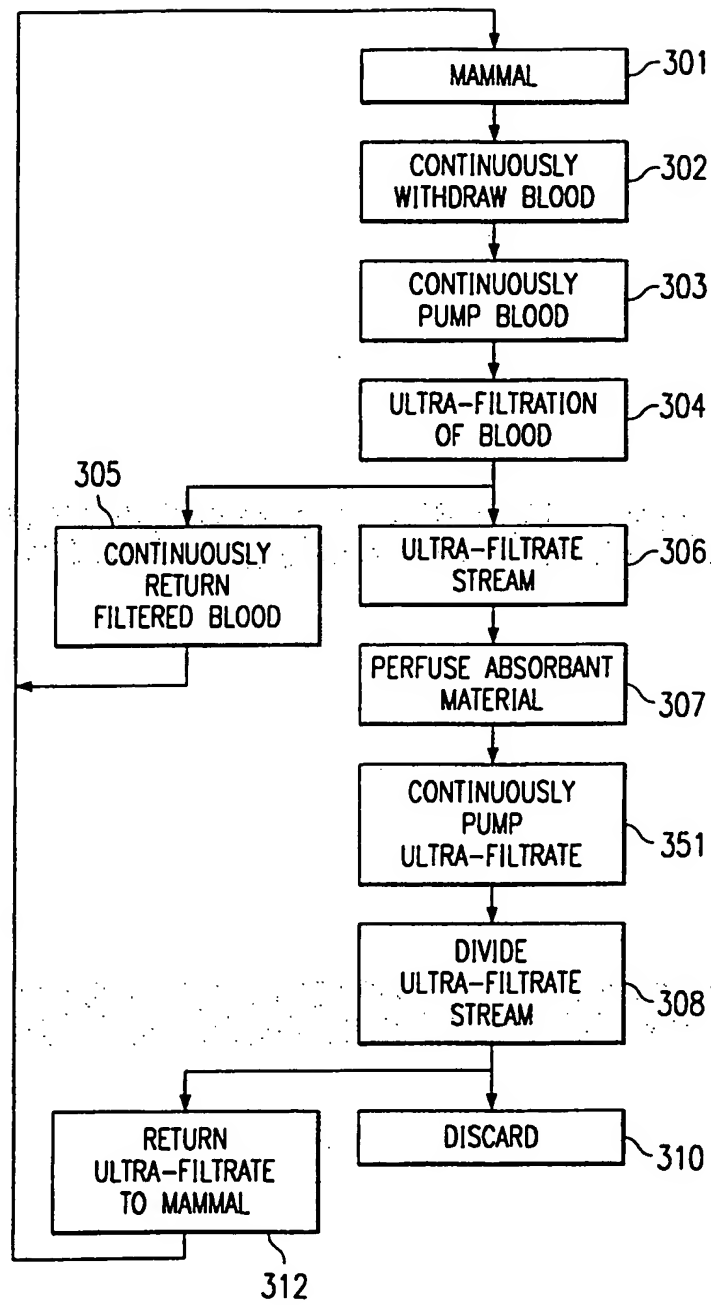 MAMMAL
301
CONTINUOUSLY
WITHDRAW BLOOD
302
CONTINUOUSLY
PUMP BLOOD
303
ULTRA-FILTRATION
OF BLOOD
304
305
CONTINUOUSLY
RETURN
FILTERED BLOOD
ULTRA-FILTRATE
STREAM
306
PERFUSE ABSORBANT
MATERIAL
307
CONTINUOUSLY
PUMP
ULTRA-FILTRATE
351
DIVIDE
ULTRA-FILTRATE
STREAM
308
RETURN
ULTRA-FILTRATE
TO MAMMAL
312
DISCARD
310